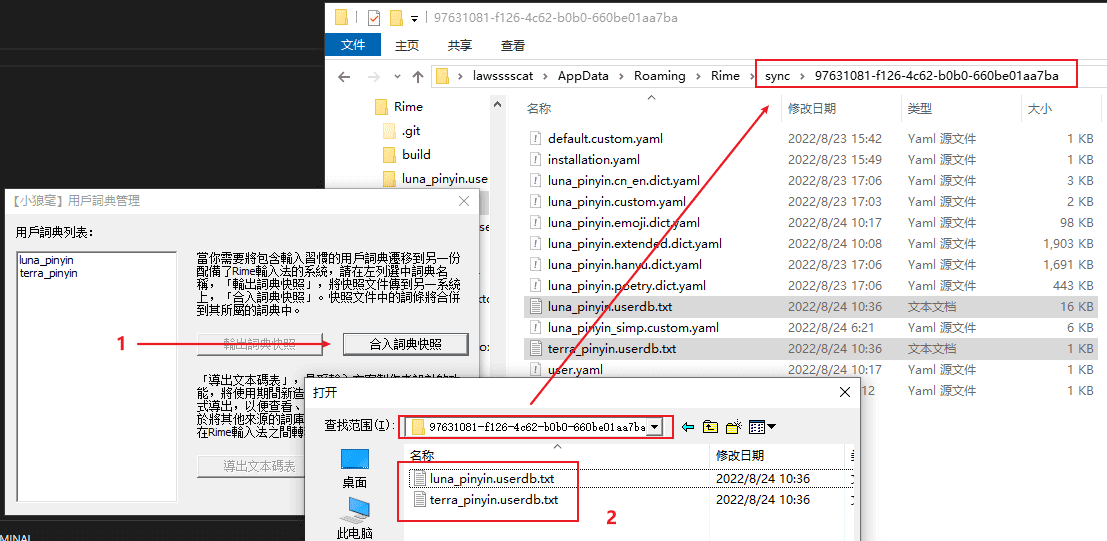 97631081-f126-4c62-b0b0-660be01aa7ba
文件 主页 共享 查看
lawsssscat > AppData > Roaming > Rime > sync > 97631081-f126-4c62-b0b0-660be01aa7ba
Rime
.git
build
luna_pinyin.use
名称 修改日期 类型 大小
default.custom.yaml 2022/8/23 15:42 Yaml 源文件 1 KB
installation.yaml 2022/8/23 15:49 Yaml 源文件 1 KB
luna_pinyin.cn_en.dict.yaml 2022/8/23 17:06 Yaml 源文件 3 KB
luna_pinyin.custom.yaml 2022/8/23 17:03 Yaml 源文件 2 KB
luna_pinyin.emoji.dict.yaml 2022/8/24 10:17 Yaml 源文件 98 KB
luna_pinyin.extended.dict.yaml 2022/8/24 10:08 Yaml 源文件 1,903 KB
luna_pinyin.hanyu.dict.yaml 2022/8/23 17:06 Yaml 源文件 1,691 KB
luna_pinyin.poetry.dict.yaml 2022/8/23 17:06 Yaml 源文件 443 KB
luna_pinyin.userdb.txt 2022/8/24 10:36 文本文档 16 KB
luna_pinyin_simp.custom.yaml 2022/8/24 6:21 Yaml 源文件 6 KB
terra_pinyin.userdb.txt 2022/8/24 10:36 文本文档 1 KB
user.yaml 2022/8/24 10:17 Yaml 源文件 1 KB
12 Yaml 源文件 1 KB
【小狼毫】用戶詞典管理
用戶詞典列表：
luna_pinyin
terra_pinyin
當你需要將包含輸入習慣的用戶詞典遷移到另一份
配備了Rime輸入法的系統，請在左列選中詞典名
稱，「輸出詞典快照」，將快照文件傳到另一系統
上，「合入詞典快照」。快照文件中的詞條將合併
到其所屬的詞典中。
1
輸出詞典快照 合入詞典快照
「導出文本碼表」，
能，將使用期間新造
式導出，以便查看、
於將其他來源的詞庫
在Rime輸入法之間轉
導出文本碼表
打开
查找范围(I):
97631081-f126-4c62-b0b0-660be01aa7ba
名称 修改日期
luna_pinyin.userdb.txt 2022/8/24 10:36
terra_pinyin.userdb.txt 2022/8/24 10:36
桌面
此电脑
2
MINAL